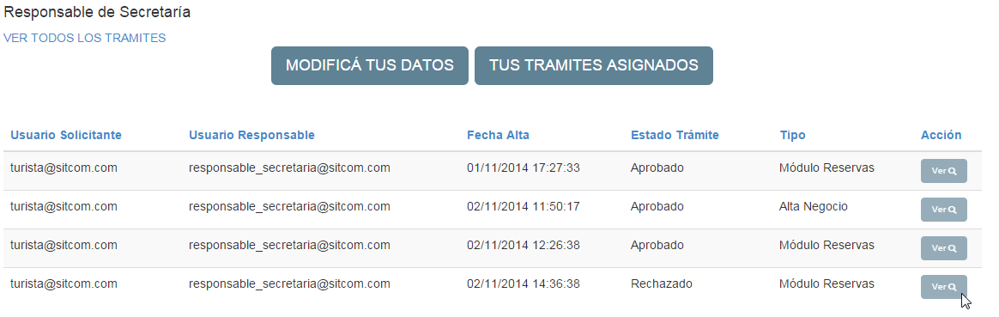 Responsable de Secretaría
VER TODOS LOS TRAMITES
MODIFICÁ TUS DATOS TUS TRAMITES ASIGNADOS
Usuario Solicitante Usuario Responsable Fecha Alta Estado Trámite Tipo Acción
turista@sitcom.com responsable_secretaria@sitcom.com 01/11/2014 17:27:33 Aprobado Módulo Reservas Ver
turista@sitcom.com responsable_secretaria@sitcom.com 02/11/2014 11:50:17 Aprobado Alta Negocio Ver
turista@sitcom.com responsable_secretaria@sitcom.com 02/11/2014 12:26:38 Aprobado Módulo Reservas Ver
turista@sitcom.com responsable_secretaria@sitcom.com 02/11/2014 14:36:38 Rechazado Módulo Reservas Ver